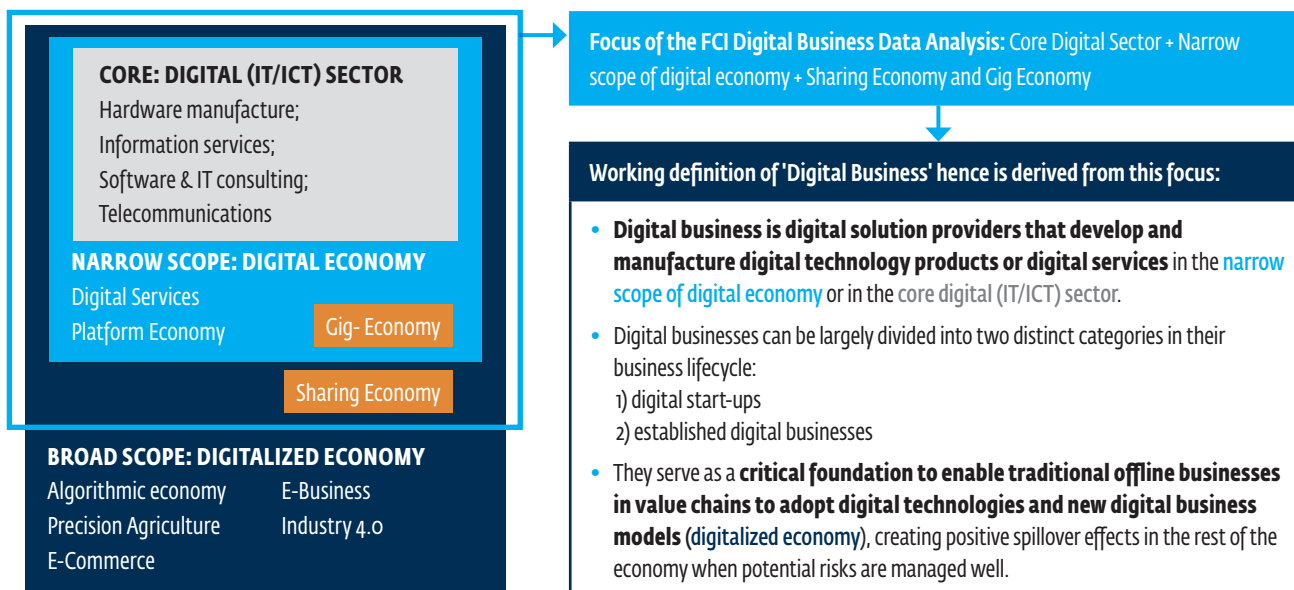 CORE: DIGITAL (IT/ICT) SECTOR
Hardware manufacture;
Information services;
Software & IT consulting;
Telecommunications
NARROW SCOPE: DIGITAL ECONOMY
Digital Services
Platform Economy
Gig- Economy
Sharing Economy
BROAD SCOPE: DIGITALIZED ECONOMY
Algorithmic economy
Precision Agriculture
E-Commerce
E-Business
Industry 4.0
Focus of the FCI Digital Business Data Analysis: Core Digital Sector + Narrow
scope of digital economy + Sharing Economy and Gig Economy
Working definition of 'Digital Business' hence is derived from this focus:
• Digital business is digital solution providers that develop and
manufacture digital technology products or digital services in the narrow
scope of digital economy or in the core digital (IT/ICT) sector.
• Digital businesses can be largely divided into two distinct categories in their
business lifecycle:
1) digital start-ups
2) established digital businesses
• They serve as a critical foundation to enable traditional offline businesses
in value chains to adopt digital technologies and new digital business
models (digitalized economy), creating positive spillover effects in the rest of the
economy when potential risks are managed well.